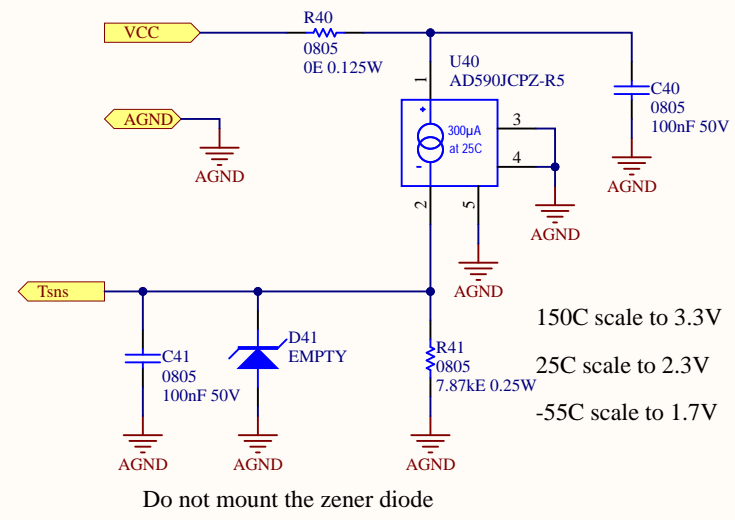 VCC
R40
0805
0E 0.125W
U40
AD590JCPZ-R5
1
C40
0805
100nF 50V
AGND
AGND
+
300µA
at 25C
-
3
4
AGND
AGND
2
5
AGND
Tsns
C41
0805
100nF 50V
D41
EMPTY
R41
0805
7.87kE 0.25W
150C scale to 3.3V
25C scale to 2.3V
-55C scale to 1.7V
AGND
AGND
AGND
Do not mount the zener diode